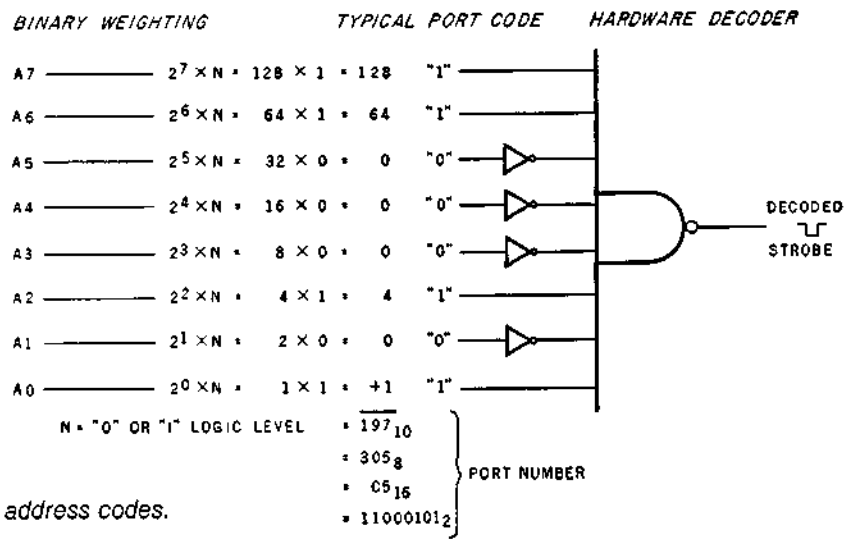 BINARY WEIGHTING TYPICAL PORT CODE HARDWARE DECODER
A7 2⁷ × N = 128 × 1 = 128 "1"
A6 2⁶ × N = 64 × 1 = 64 "1"
A5 2⁵ × N = 32 × 0 = 0 "0"
A4 2⁴ × N = 16 × 0 = 0 "0"
A3 2³ × N = 8 × 0 = 0 "0"
A2 2² × N = 4 × 1 = 4 "1"
A1 2¹ × N = 2 × 0 = 0 "0"
A0 2⁰ × N = 1 × 1 = +1 "1"
DECODED
STROBE
N = "0" OR "1" LOGIC LEVEL = 197₁₀
= 305₈
= C5₁₆
= 11000101₂
PORT NUMBER
address codes.